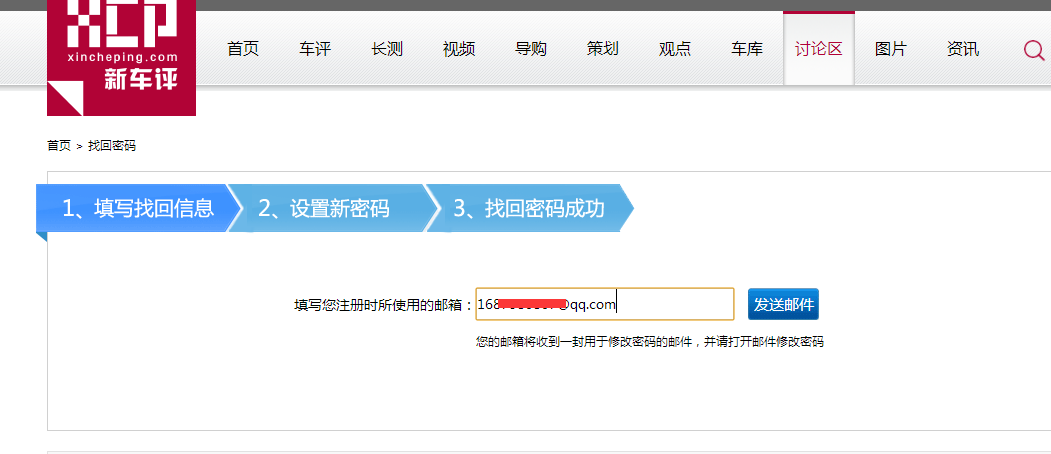 XCP
xincheping.com
新车评
首页 车评 长测 视频 导购 策划 观点 车库 讨论区 图片 资讯
首页 > 找回密码
1、填写找回信息 2、设置新密码 3、找回密码成功
填写您注册时所使用的邮箱： @qq.com 发送邮件
您的邮箱将收到一封用于修改密码的邮件，并请打开邮件修改密码